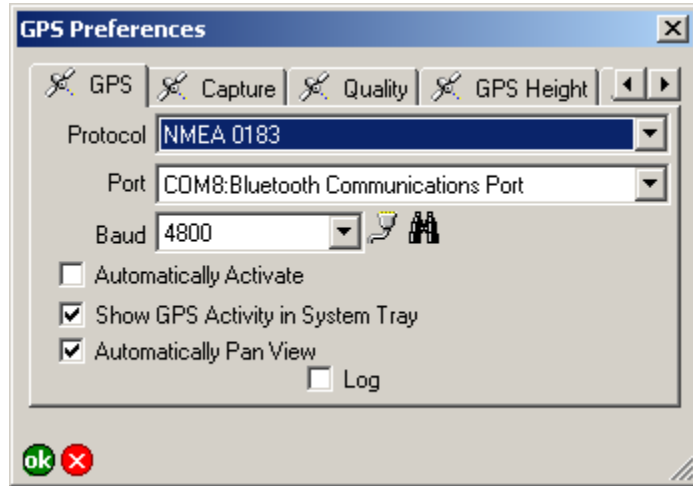 GPS Preferences
GPS Capture Quality GPS Height
Protocol NMEA 0183
Port COM8:Bluetooth Communications Port
Baud 4800
Automatically Activate
Show GPS Activity in System Tray
Automatically Pan View
Log
ok